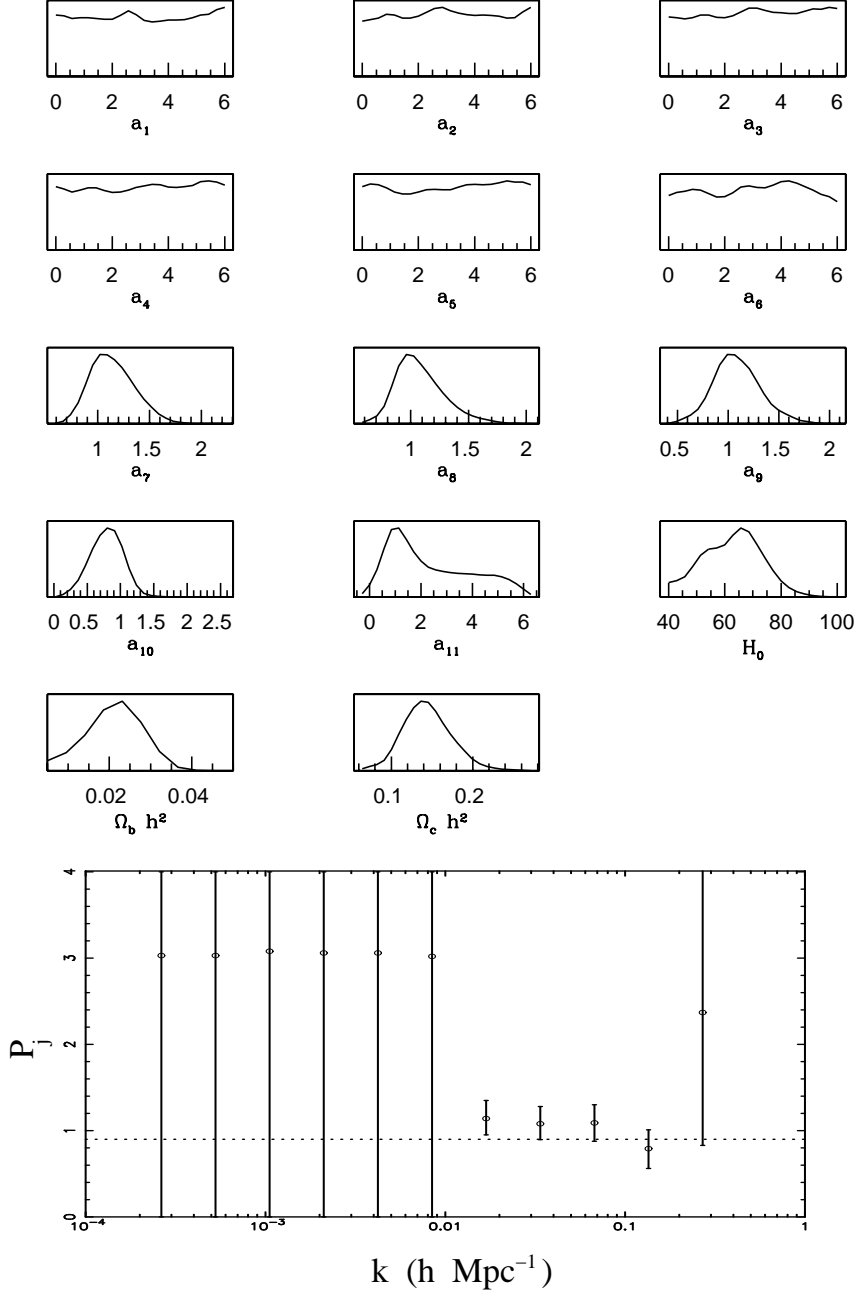 0 2 4 6 0 2 4 6 0 2 4 6
a₁ a₂ a₃
0 2 4 6 0 2 4 6 0 2 4 6
a₄ a₅ a₆
1 1.5 2 1 1.5 2 0.5 1 1.5 2
a₇ a₈ a₉
0 0.5 1 1.5 2 2.5 0 2 4 6 40 60 80 100
a₁₀ a₁₁ H₀
0.02 0.04 0.1 0.2
Ω_b h² Ω_c h²
4
3
2
1
0
P_j
10⁻⁴ 10⁻³ 0.01 0.1 1
k (h Mpc⁻¹)